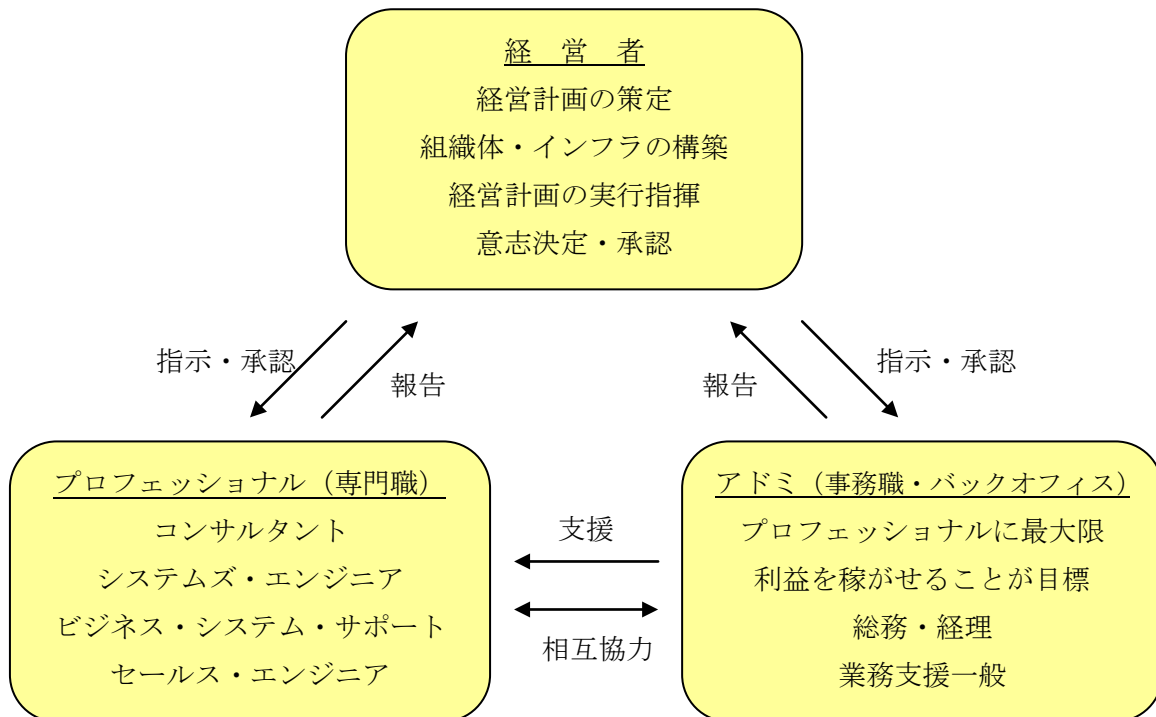 経　営　者
経営計画の策定
組織体・インフラの構築
経営計画の実行指揮
意志決定・承認
指示・承認
報告
報告
指示・承認
プロフェッショナル（専門職）
コンサルタント
システムズ・エンジニア
ビジネス・システム・サポート
セールス・エンジニア
支援
相互協力
アドミ（事務職・バックオフィス）
プロフェッショナルに最大限
利益を稼がせることが目標
総務・経理
業務支援一般